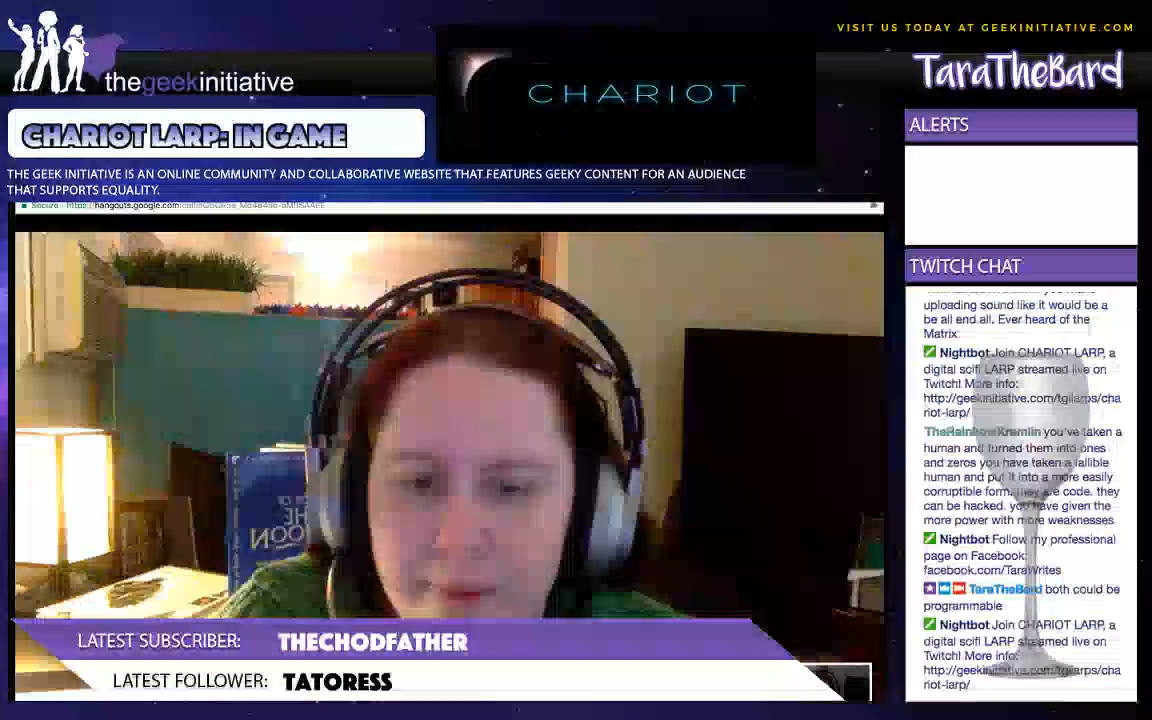 VISIT US TODAY AT GEEKINITIATIVE.COM
thegeekinitiative
CHARIOT
TaraTheBard
CHARIOT LARP: IN GAME
THE GEEK INITIATIVE IS AN ONLINE COMMUNITY AND COLLABORATIVE WEBSITE THAT FEATURES GEEKY CONTENT FOR AN AUDIENCE
THAT SUPPORTS EQUALITY.
Secure https://hangouts.google.com
THE
MOON
LATEST SUBSCRIBER: THECHODFATHER
LATEST FOLLOWER: TATORESS
ALERTS
TWITCH CHAT
uploading sound like it would be a
be all end all. Ever heard of the
Matrix
Nightbot Join CHARIOT LARP, a
digital scifi LARP streamed live on
Twitch! More info:
http://geekinitiative.com/tgilarps/cha
riot-larp/
TheRainbowKremlin you've taken a
human and turned them into ones
and zeros you have taken a fallible
human and put it into a more easily
corruptible form. they are code. they
can be hacked. you have given the
more power with more weaknesses
Nightbot Follow my professional
page on Facebook:
facebook.com/TaraWrites
TaraTheBard both could be
programmable
Nightbot Join CHARIOT LARP, a
digital scifi LARP streamed live on
Twitch! More info:
http://geekinitiative.com/tgilarps/cha
riot-larp/